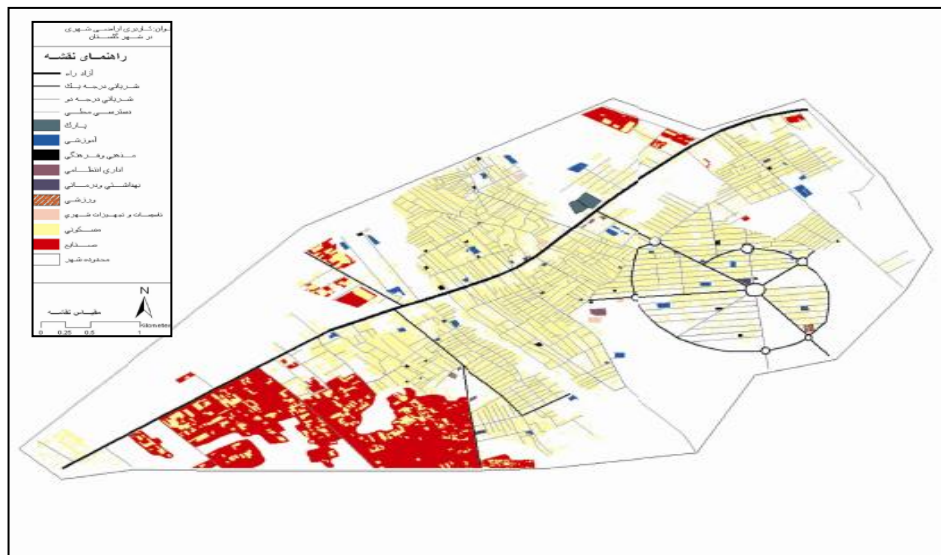 کاربری اراضی شهری
در شهر گلستان
راهنمای نقشه
آزاد راه
شریانی درجه یک
شریانی درجه دو
دسترسی محلی
پارک
آموزشی
مذهبی وفرهنگی
اداری انتظامی
بهداشتی ودرمانی
ورزشی
تاسیسات و تجهیزات شهری
مسکونی
صنایع
محدوده شهر
N
مقیاس نقشه
Kilometers
0 0.25 0.5 1